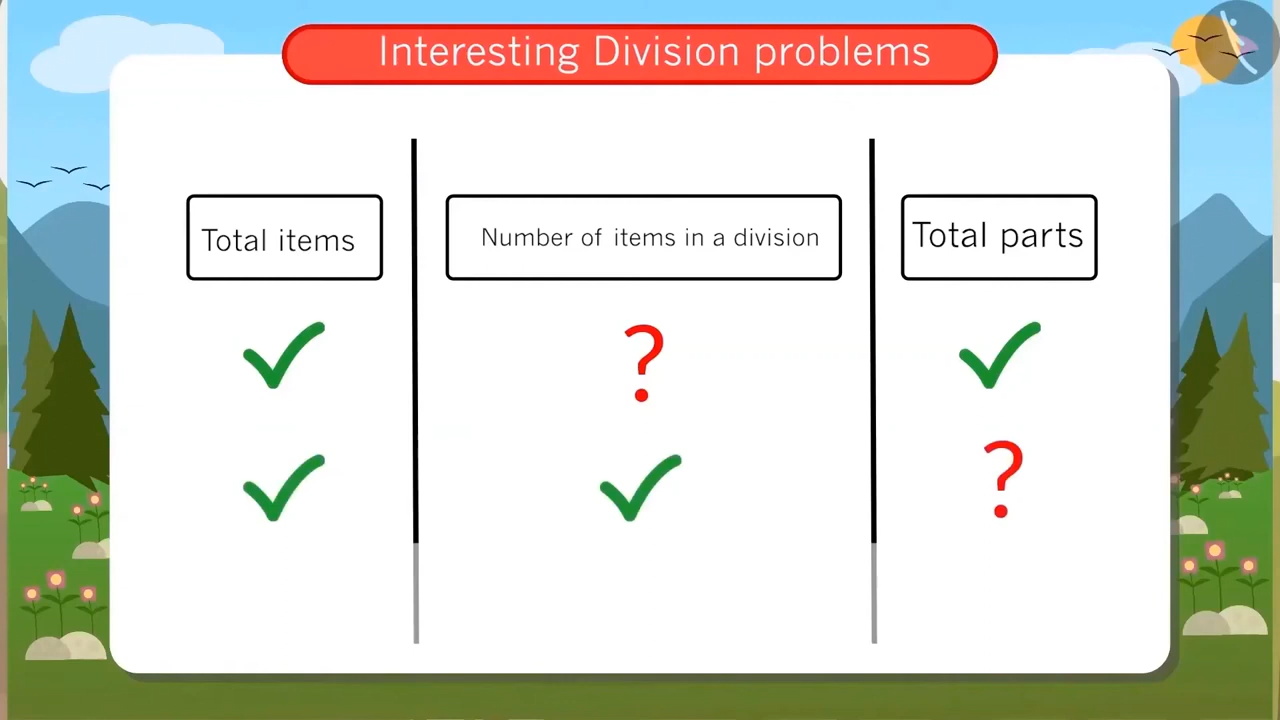 Interesting Division problems
Total items
Number of items in a division
Total parts
?
?